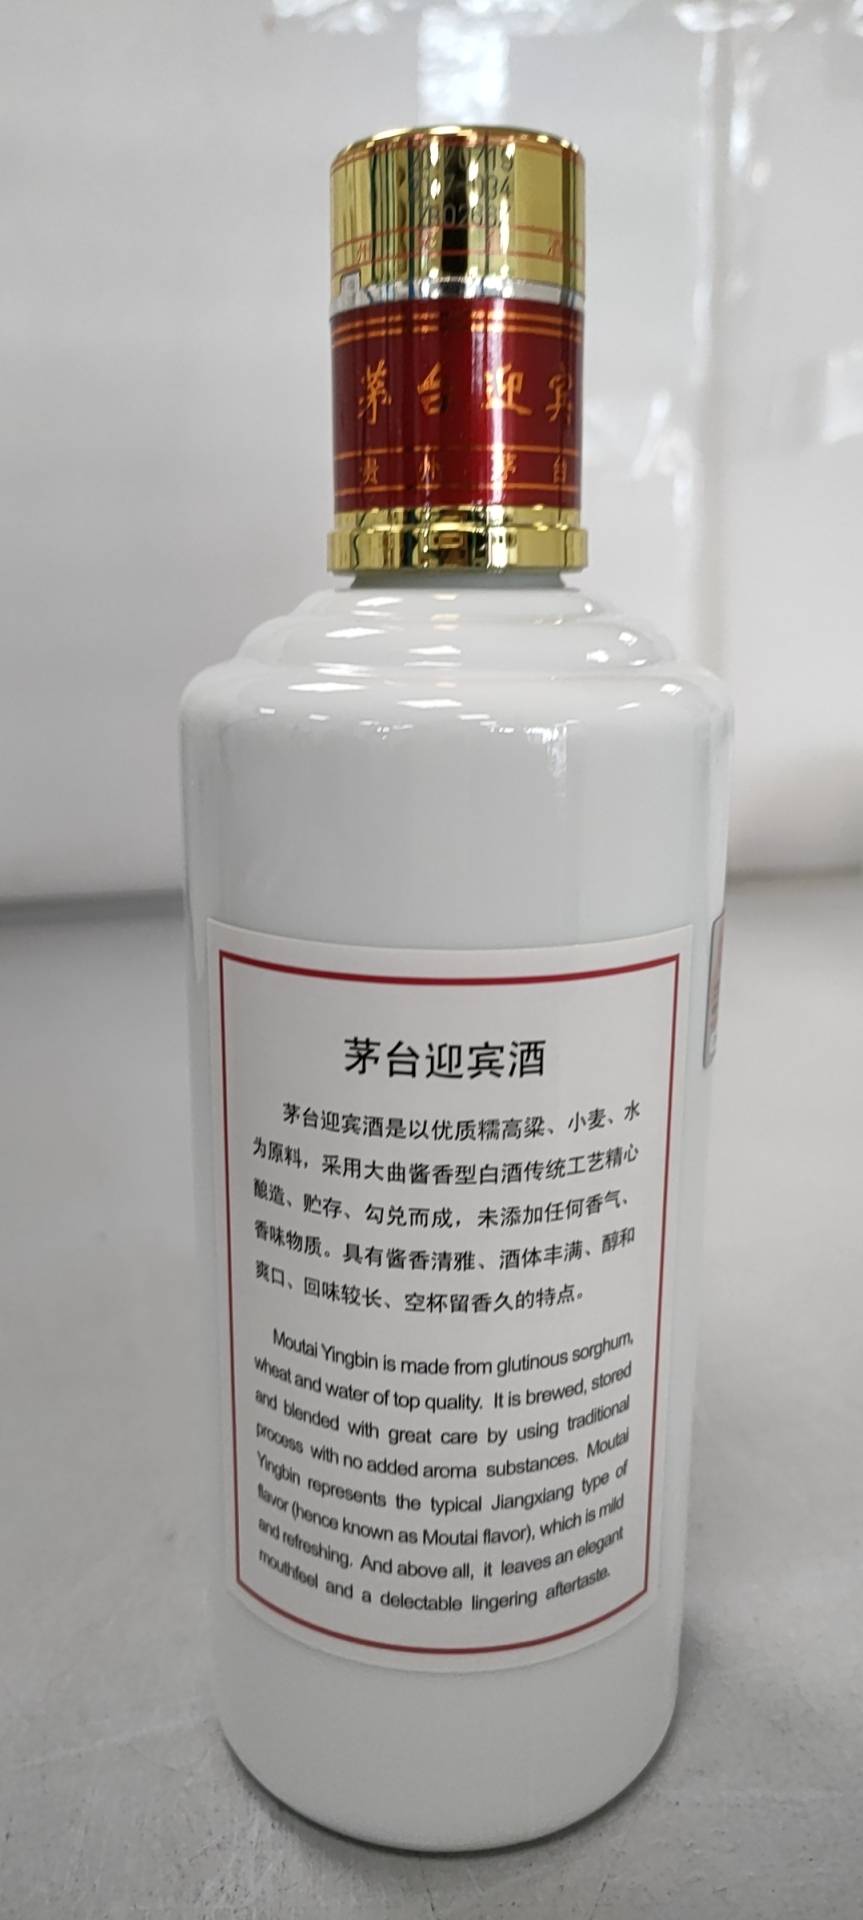 茅台迎宾
贵州茅台
茅台迎宾酒
茅台迎宾酒是以优质糯高粱、小麦、水
为原料，采用大曲酱香型白酒传统工艺精心
酿造、贮存、勾兑而成，未添加任何香气、
香味物质。具有酱香清雅、酒体丰满、醇和
爽口、回味较长、空杯留香久的特点。
Moutai Yingbin is made from glutinous sorghum,
wheat and water of top quality. It is brewed, stored
and blended with great care by using traditional
process with no added aroma substances. Moutai
Yingbin represents the typical Jiangxiang type of
flavor (hence known as Moutai flavor), which is mild
and refreshing. And above all, it leaves an elegant
mouthfeel and a delectable lingering aftertaste.